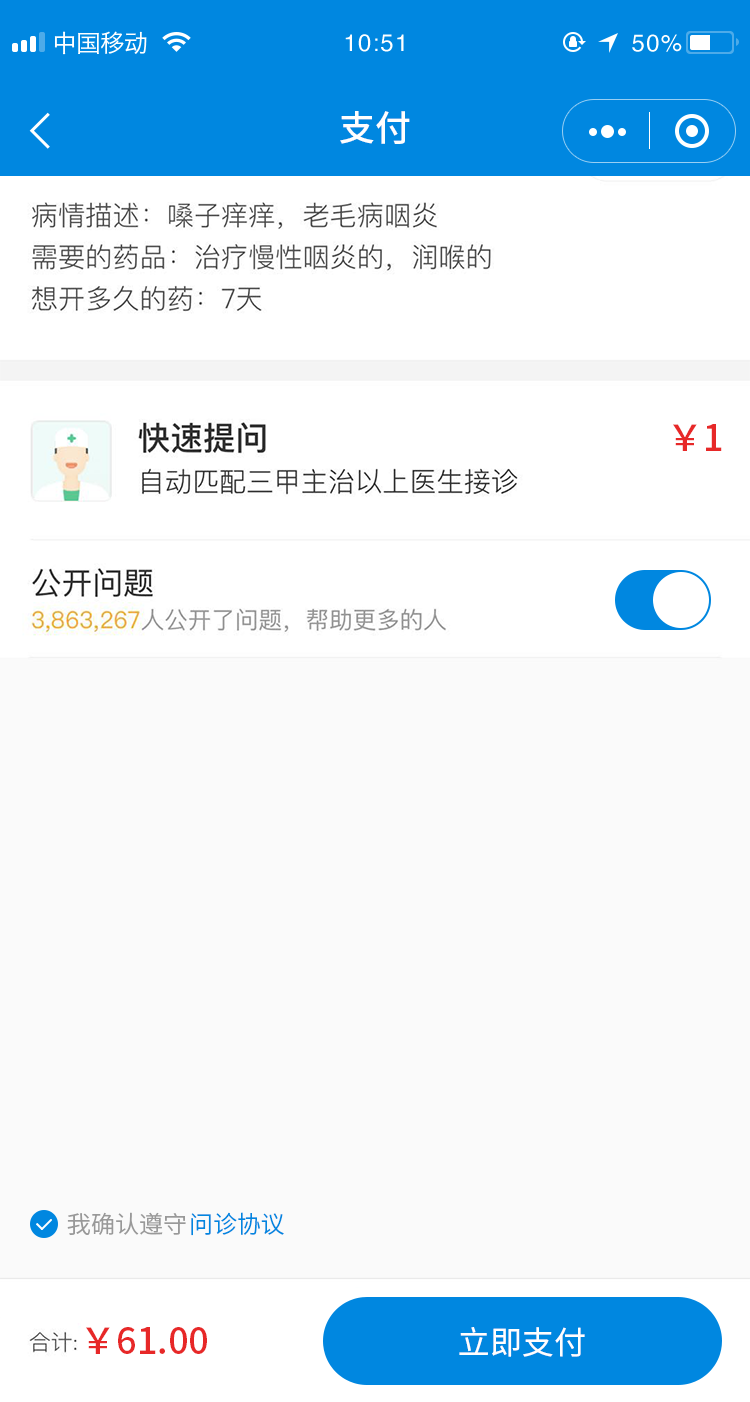 中国移动 10:51 50%
支付
病情描述：嗓子痒痒，老毛病咽炎
需要的药品：治疗慢性咽炎的，润喉的
想开多久的药：7天
快速提问 ￥1
自动匹配三甲主治以上医生接诊
公开问题
3,863,267人公开了问题，帮助更多的人
我确认遵守问诊协议
合计:￥61.00 立即支付